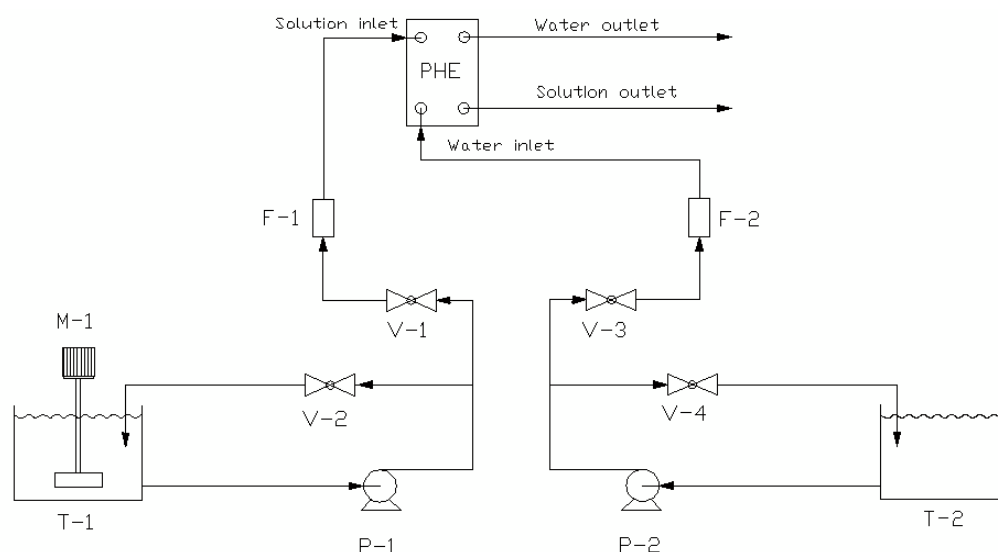 Solution inlet
Water outlet
PHE
Solution outlet
Water inlet
F-1
F-2
V-1
V-3
M-1
V-2
V-4
T-1
T-2
P-1
P-2